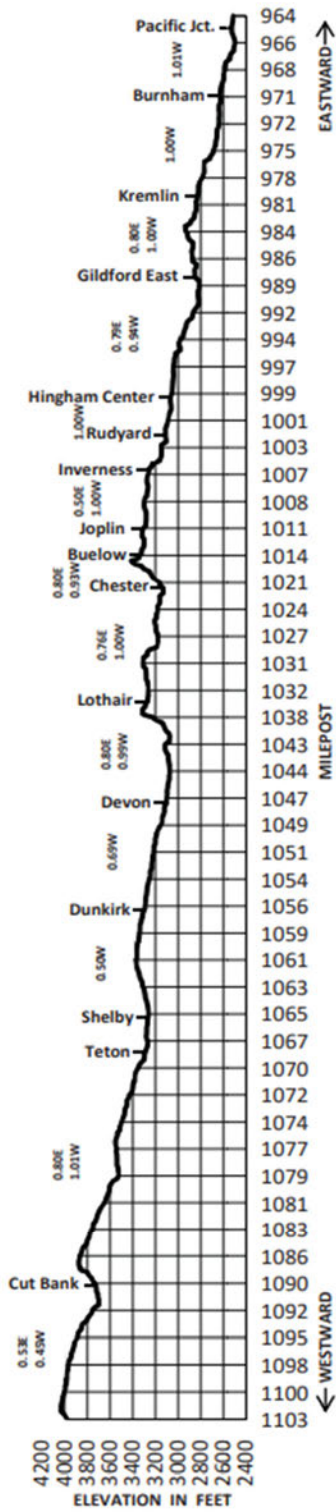 964
Pacific Jct.
966
968
1.01W
Burnham
971
972
975
1.00W
978
Kremlin
981
984
0.80E
1.00W
986
Gildford East
989
992
994
0.79E
0.94W
997
Hingham Center
999
1001
1.00W
Rudyard
1003
Inverness
1007
1008
0.50E
1.00W
Joplin
1011
Buelow
1014
1021
0.80E
0.93W
Chester
1024
1027
0.76E
1.00W
1031
1032
Lothair
1038
1043
0.80E
0.99W
1044
Devon
1047
1049
1051
0.69W
1054
Dunkirk
1056
1059
1061
0.50W
1063
Shelby
1065
1067
Teton
1070
1072
1074
1077
0.80E
1.01W
1079
1081
1083
1086
Cut Bank
1090
1092
1095
0.53E
0.45W
1098
1100
1103
EASTWARD→
MILEPOST
←WESTWARD
4200
4000
3800
3600
3400
3200
3000
2800
2600
2400
ELEVATION IN FEET